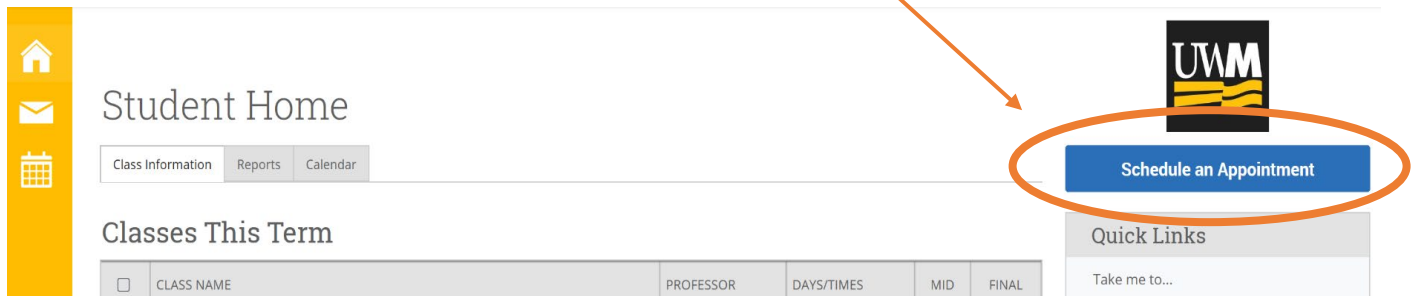 UWM
Student Home
Class Information Reports Calendar
Schedule an Appointment
Classes This Term
Quick Links
CLASS NAME PROFESSOR DAYS/TIMES MID FINAL
Take me to...